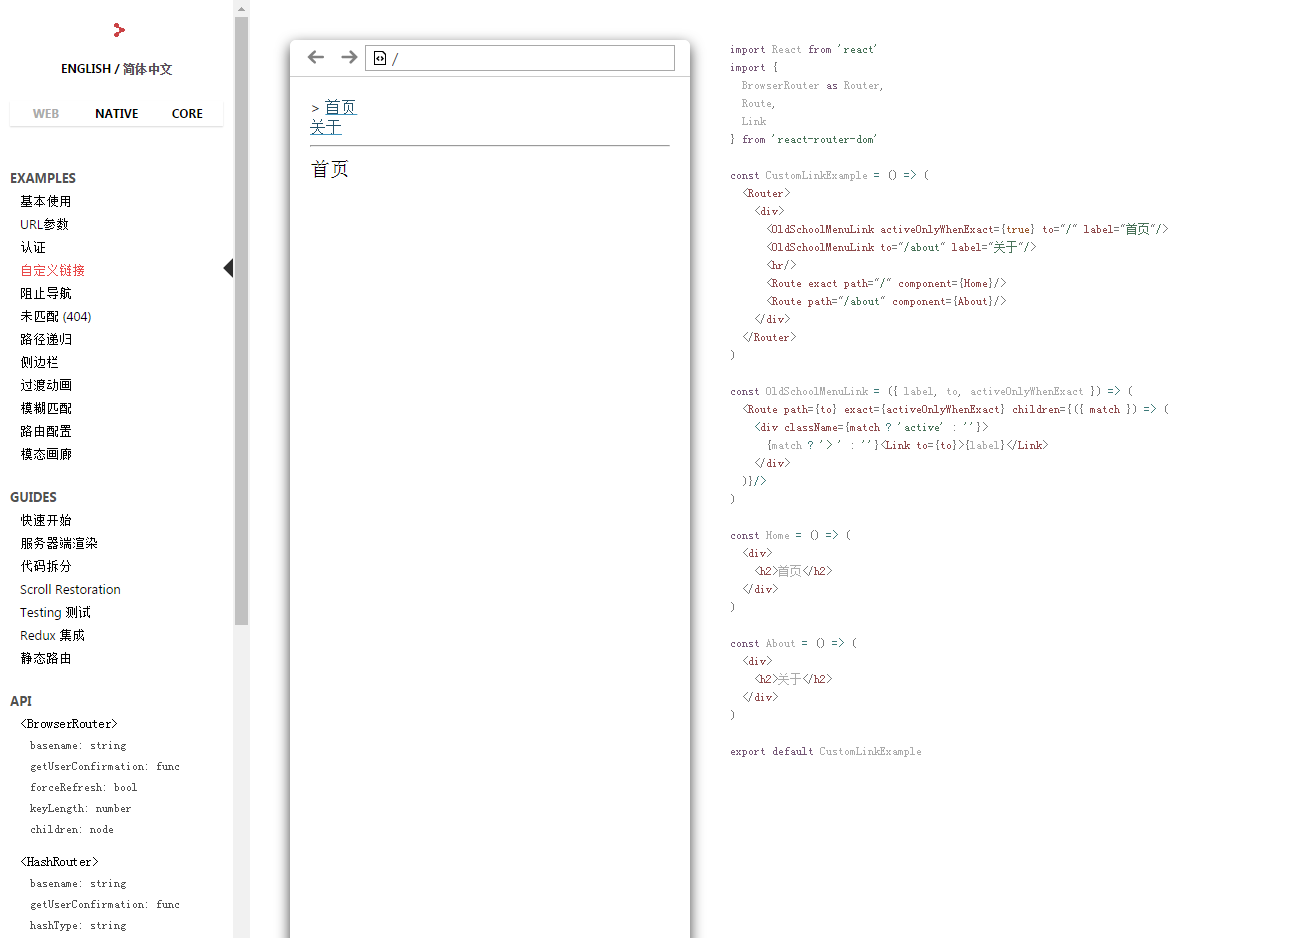 ENGLISH / 简体中文
WEB NATIVE CORE
EXAMPLES
基本使用
URL参数
认证
自定义链接
阻止导航
未匹配 (404)
路径递归
侧边栏
过渡动画
模糊匹配
路由配置
模态画廊
GUIDES
快速开始
服务器端渲染
代码拆分
Scroll Restoration
Testing 测试
Redux 集成
静态路由
API
<BrowserRouter>
basename: string
getUserConfirmation: func
forceRefresh: bool
keyLength: number
children: node
<HashRouter>
basename: string
getUserConfirmation: func
hashType: string
/
> 首页
关于
首页
import React from 'react'
import {
  BrowserRouter as Router,
  Route,
  Link
} from 'react-router-dom'
const CustomLinkExample = () => (
  <Router>
    <div>
      <OldSchoolMenuLink activeOnlyWhenExact={true} to="/" label="首页"/>
      <OldSchoolMenuLink to="/about" label="关于"/>
      <hr/>
      <Route exact path="/" component={Home}/>
      <Route path="/about" component={About}/>
    </div>
  </Router>
)
const OldSchoolMenuLink = ({ label, to, activeOnlyWhenExact }) => (
  <Route path={to} exact={activeOnlyWhenExact} children={({ match }) => (
    <div className={match ? 'active' : ''}>
      {match ? '> ' : ''}<Link to={to}>{label}</Link>
    </div>
  )}/>
)
const Home = () => (
  <div>
    <h2>首页</h2>
  </div>
)
const About = () => (
  <div>
    <h2>关于</h2>
  </div>
)
export default CustomLinkExample